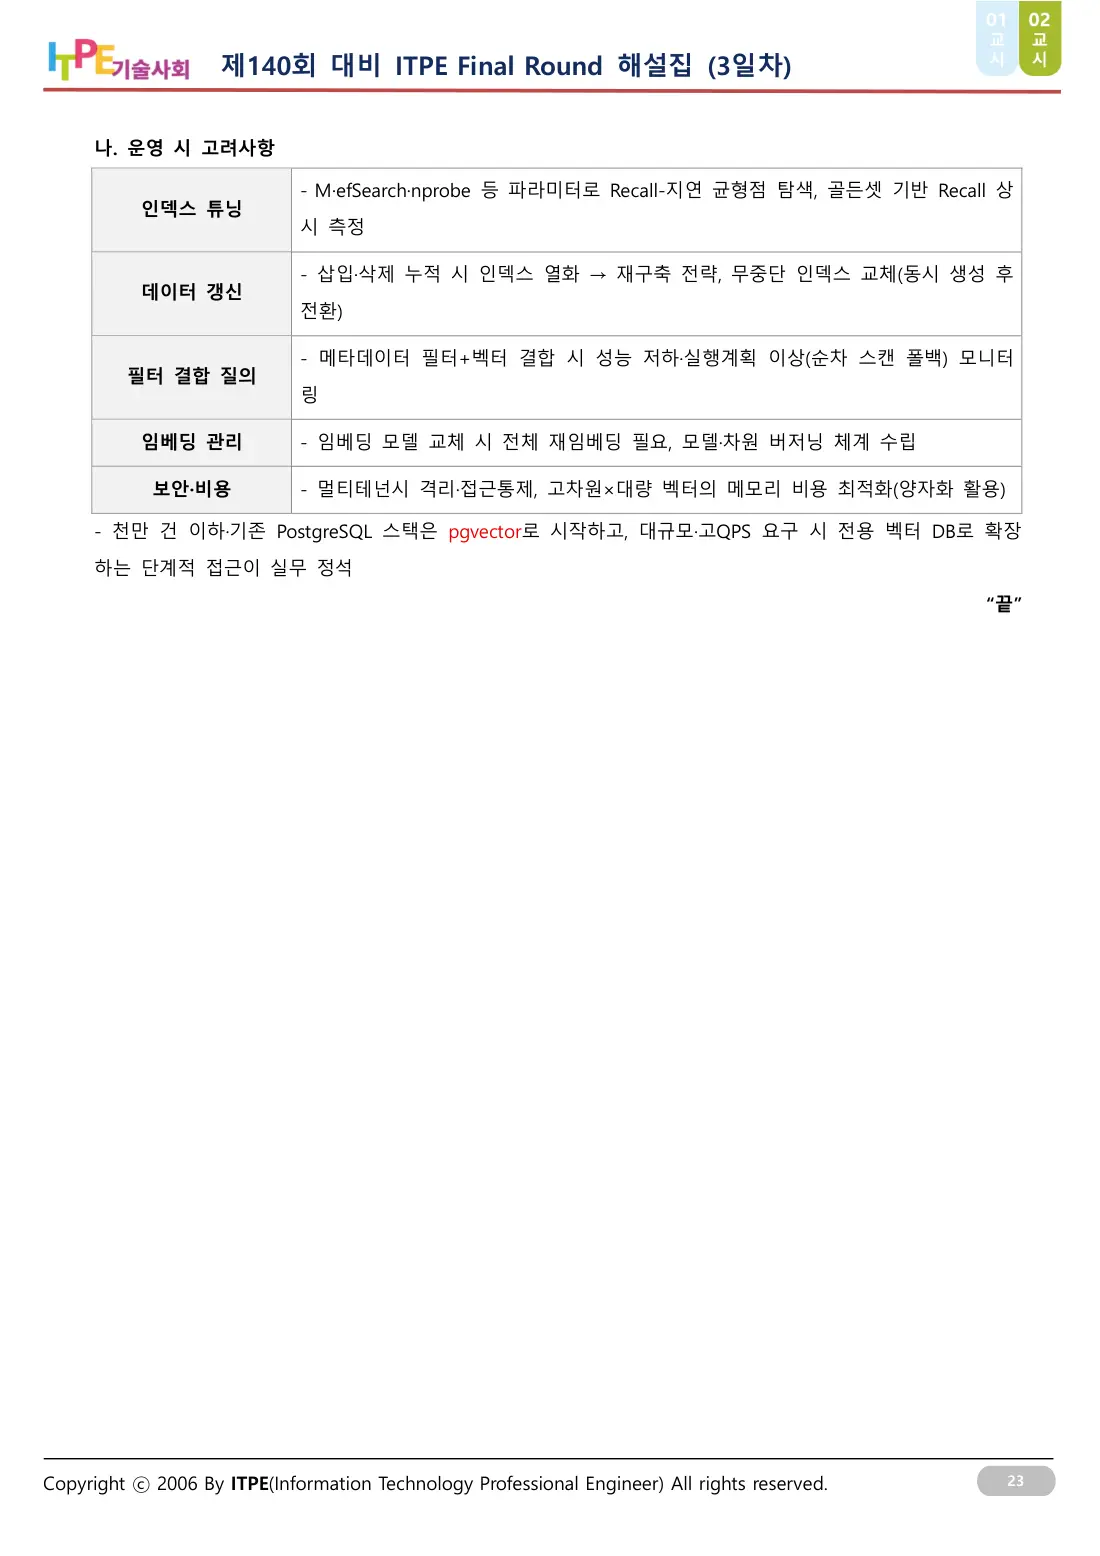 01
교
시
02
교
시
ITPE기술사회 제140회 대비 ITPE Final Round 해설집 (3일차)
나. 운영 시 고려사항
인덱스 튜닝
- M·efSearch·nprobe 등 파라미터로 Recall-지연 균형점 탐색, 골든셋 기반 Recall 상
시 측정
데이터 갱신
- 삽입·삭제 누적 시 인덱스 열화 → 재구축 전략, 무중단 인덱스 교체(동시 생성 후
전환)
필터 결합 질의
- 메타데이터 필터+벡터 결합 시 성능 저하·실행계획 이상(순차 스캔 폴백) 모니터
링
임베딩 관리
- 임베딩 모델 교체 시 전체 재임베딩 필요, 모델·차원 버저닝 체계 수립
보안·비용
- 멀티테넌시 격리·접근통제, 고차원×대량 벡터의 메모리 비용 최적화(양자화 활용)
- 천만 건 이하·기존 PostgreSQL 스택은 pgvector로 시작하고, 대규모·고QPS 요구 시 전용 벡터 DB로 확장
하는 단계적 접근이 실무 정석
“끝”
Copyright ⓒ 2006 By ITPE(Information Technology Professional Engineer) All rights reserved.
23